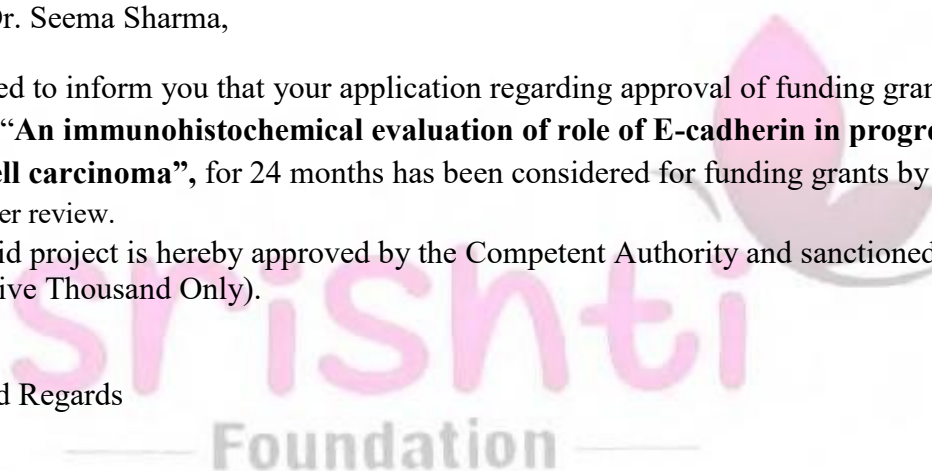 Dr. Seema Sharma,
ed to inform you that your application regarding approval of funding gran
“An immunohistochemical evaluation of role of E-cadherin in progre
ell carcinoma”, for 24 months has been considered for funding grants by
er review.
id project is hereby approved by the Competent Authority and sanctioned
ive Thousand Only).
srishti
d Regards
Foundation